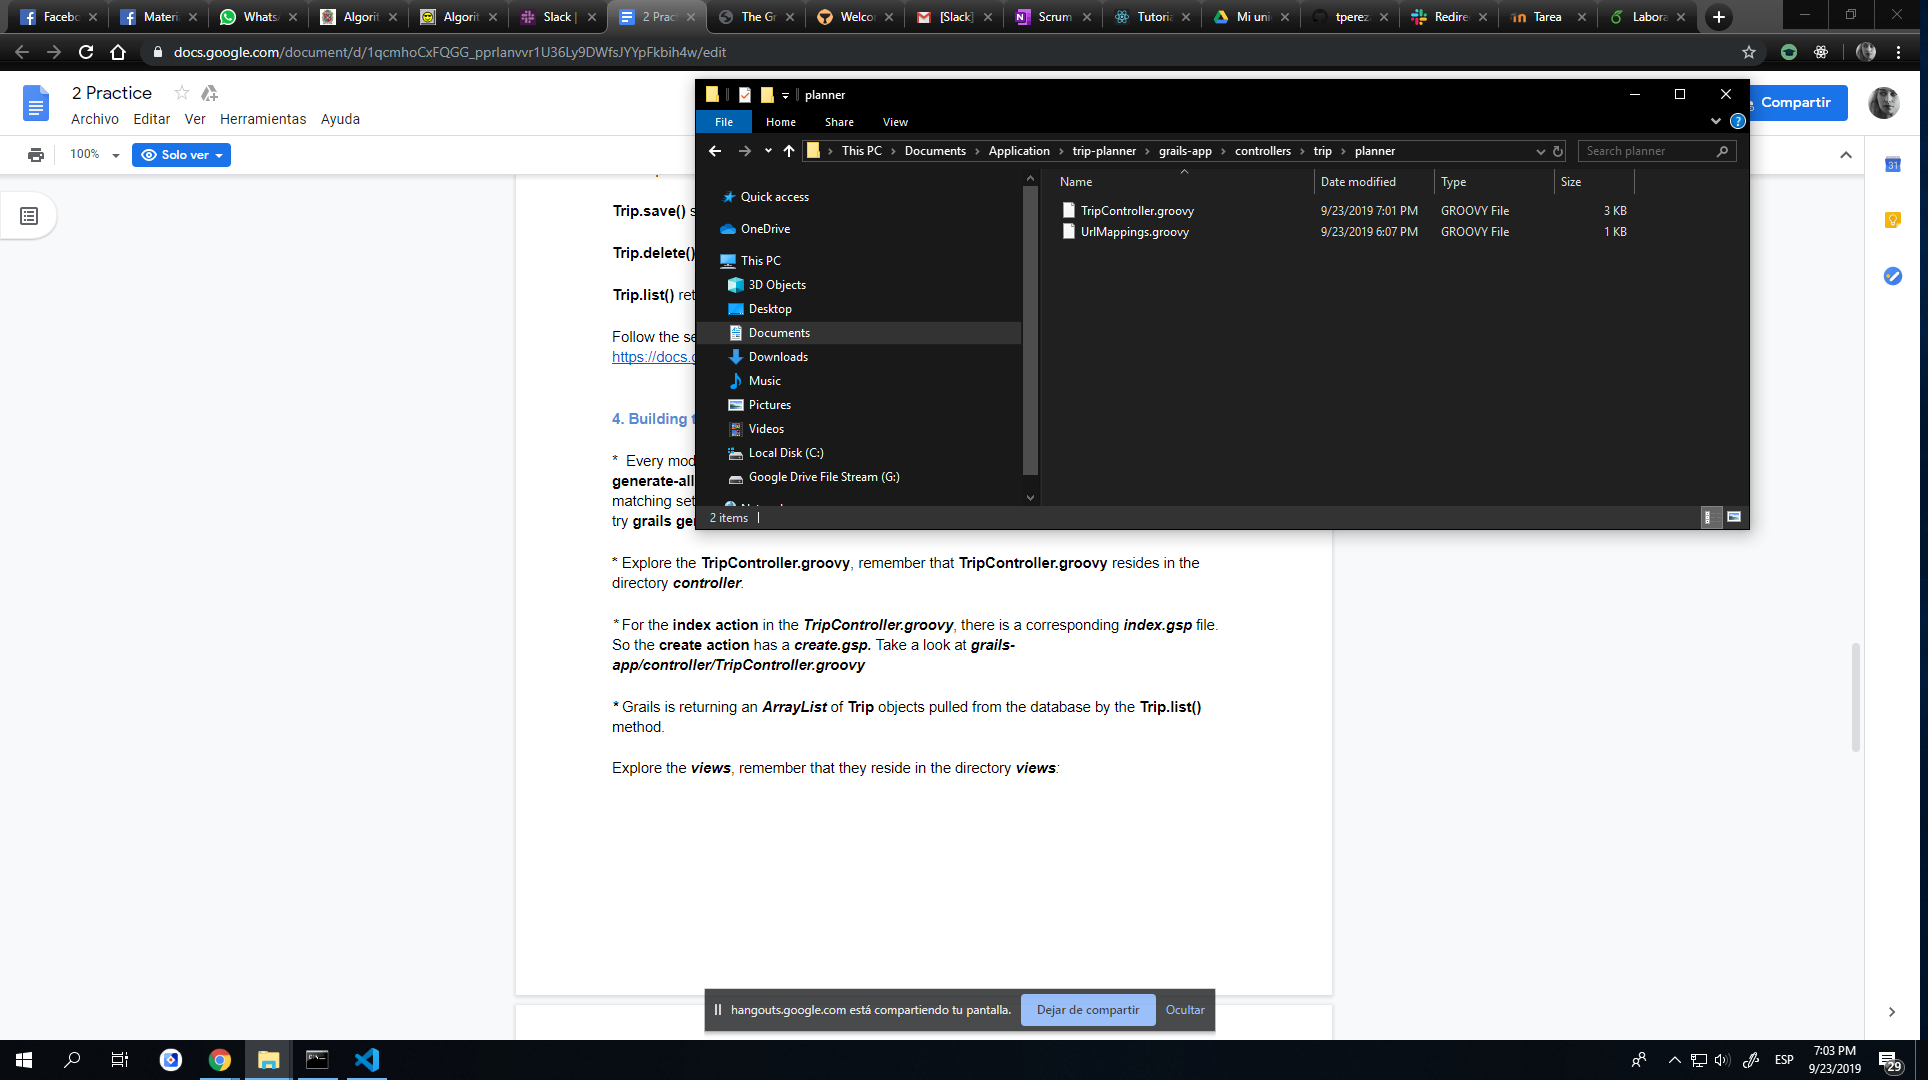 Facebo
Materi
WhatsA
Algorit
Algorit
Slack |
2 Pract
The Gr
Welco
[Slack]
Scrum
Tutoria
Mi uni
tperez
Redire
Tarea
Labora
docs.google.com/document/d/1qcmhoCxFQGG_pprlanvvr1U36Ly9DWfsJYYpFkbih4w/edit
2 Practice
Archivo Editar Ver Herramientas Ayuda
Compartir
100% Solo ver
planner
File Home Share View
This PC > Documents > Application > trip-planner > grails-app > controllers > trip > planner
Search planner
Quick access
OneDrive
This PC
3D Objects
Desktop
Documents
Downloads
Music
Pictures
Videos
Local Disk (C:)
Google Drive File Stream (G:)
Name Date modified Type Size
TripController.groovy 9/23/2019 7:01 PM GROOVY File 3 KB
UrlMappings.groovy 9/23/2019 6:07 PM GROOVY File 1 KB
2 items
Trip.save() s
Trip.delete()
Trip.list() ret
Follow the se
https://docs.
4. Building t
* Every mod
generate-all
matching set
try grails ger
* Explore the TripController.groovy, remember that TripController.groovy resides in the
directory controller.
* For the index action in the TripController.groovy, there is a corresponding index.gsp file.
So the create action has a create.gsp. Take a look at grails-
app/controller/TripController.groovy
* Grails is returning an ArrayList of Trip objects pulled from the database by the Trip.list()
method.
Explore the views, remember that they reside in the directory views:
31
hangouts.google.com está compartiendo tu pantalla. Dejar de compartir Ocultar
ESP
7:03 PM
9/23/2019
29